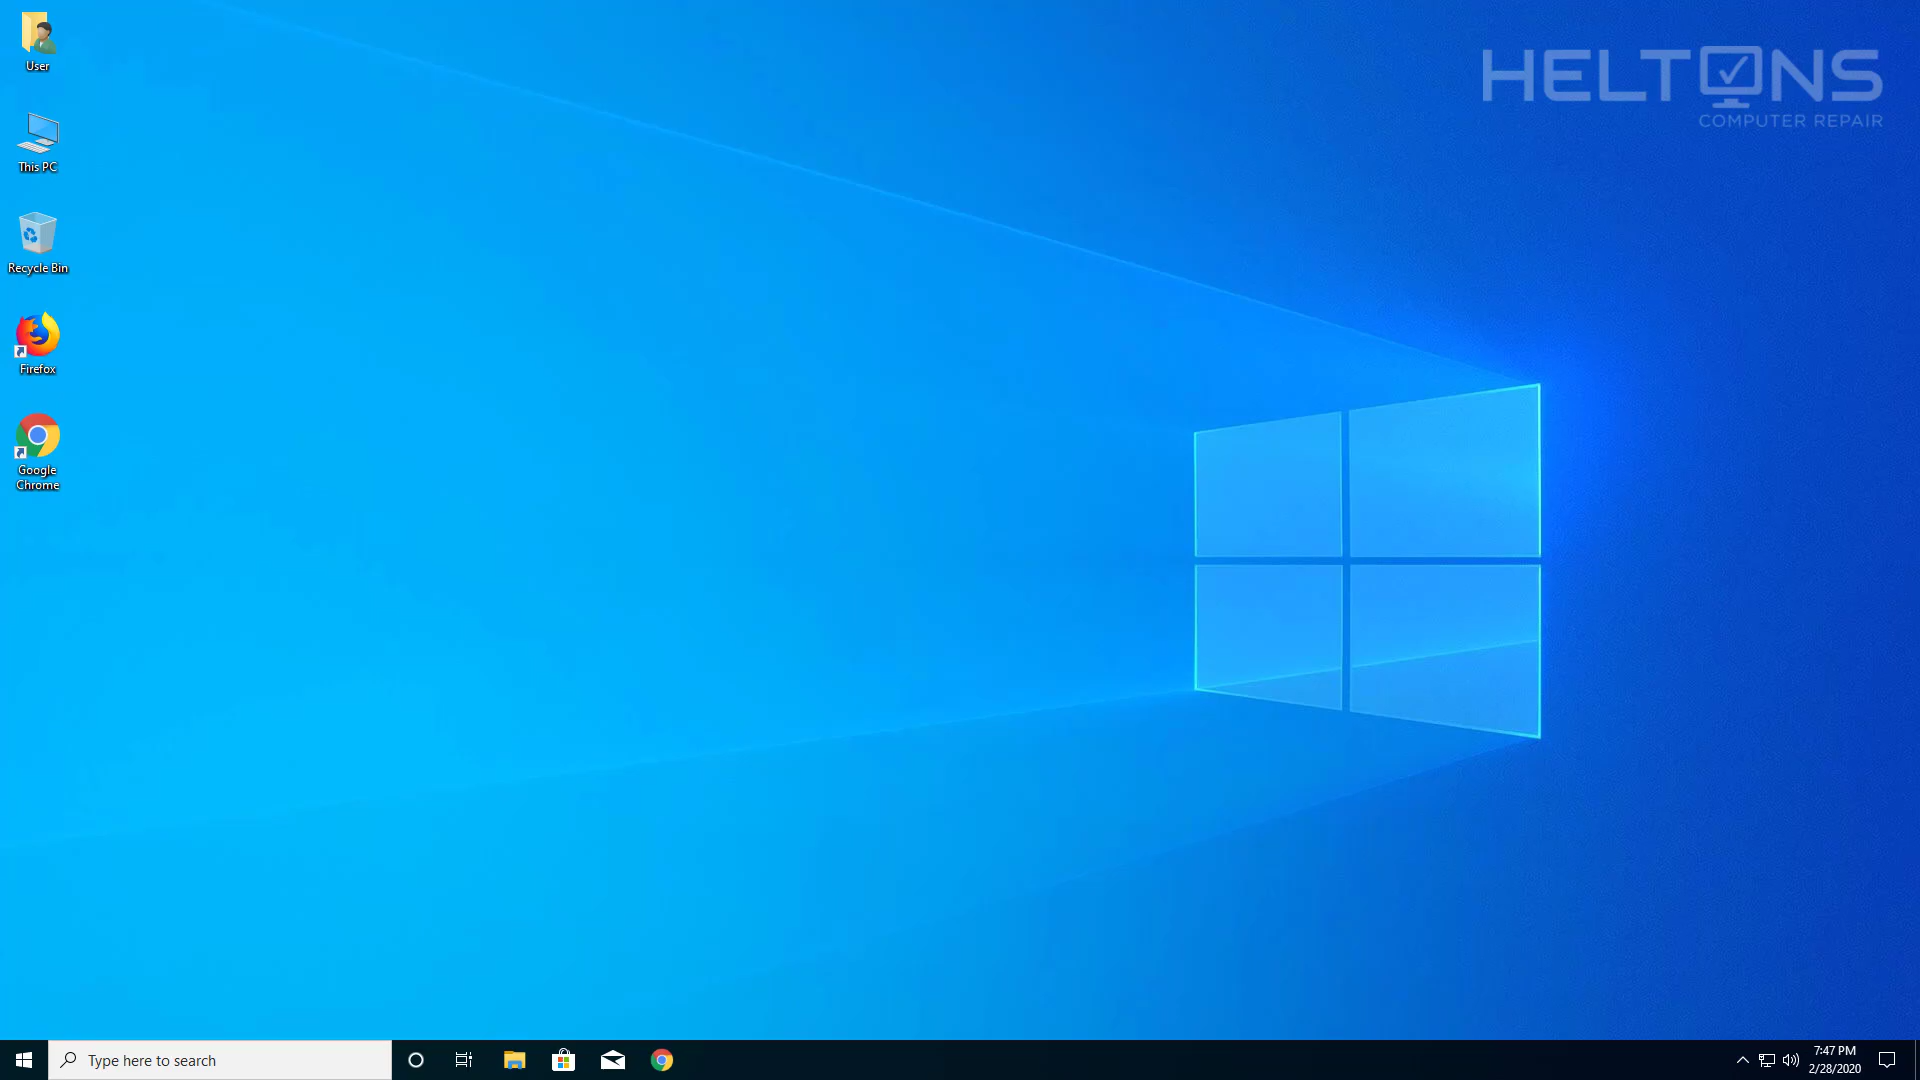 User
This PC
Recycle Bin
Firefox
Google
Chrome
HELTONS
COMPUTER REPAIR
Type here to search
7:47 PM
2/28/2020